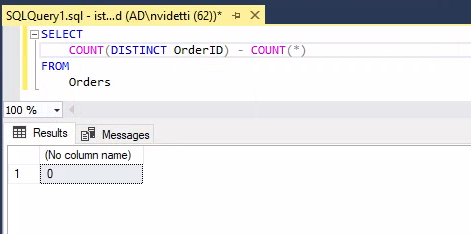 SQLQuery1.sql - ist...d (AD\nvidetti (62))*
SELECT
COUNT(DISTINCT OrderID) - COUNT(*)
FROM
Orders
100 %
Results Messages
(No column name)
1 0